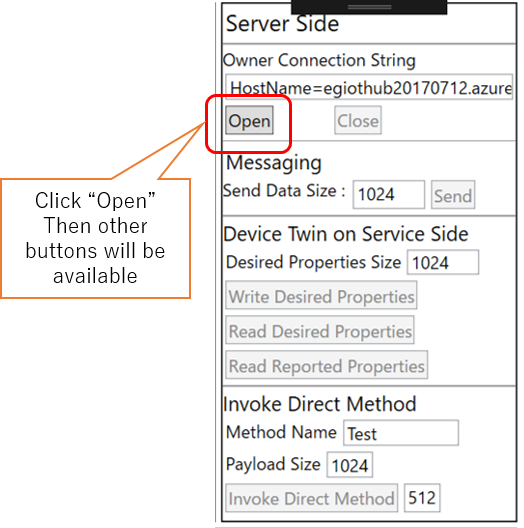 Server Side
Owner Connection String
HostName=egiothub20170712.azure
Open Close
Click “Open”
Then other
buttons will be
available
Messaging
Send Data Size : 1024 Send
Device Twin on Service Side
Desired Properties Size 1024
Write Desired Properties
Read Desired Properties
Read Reported Properties
Invoke Direct Method
Method Name Test
Payload Size 1024
Invoke Direct Method 512